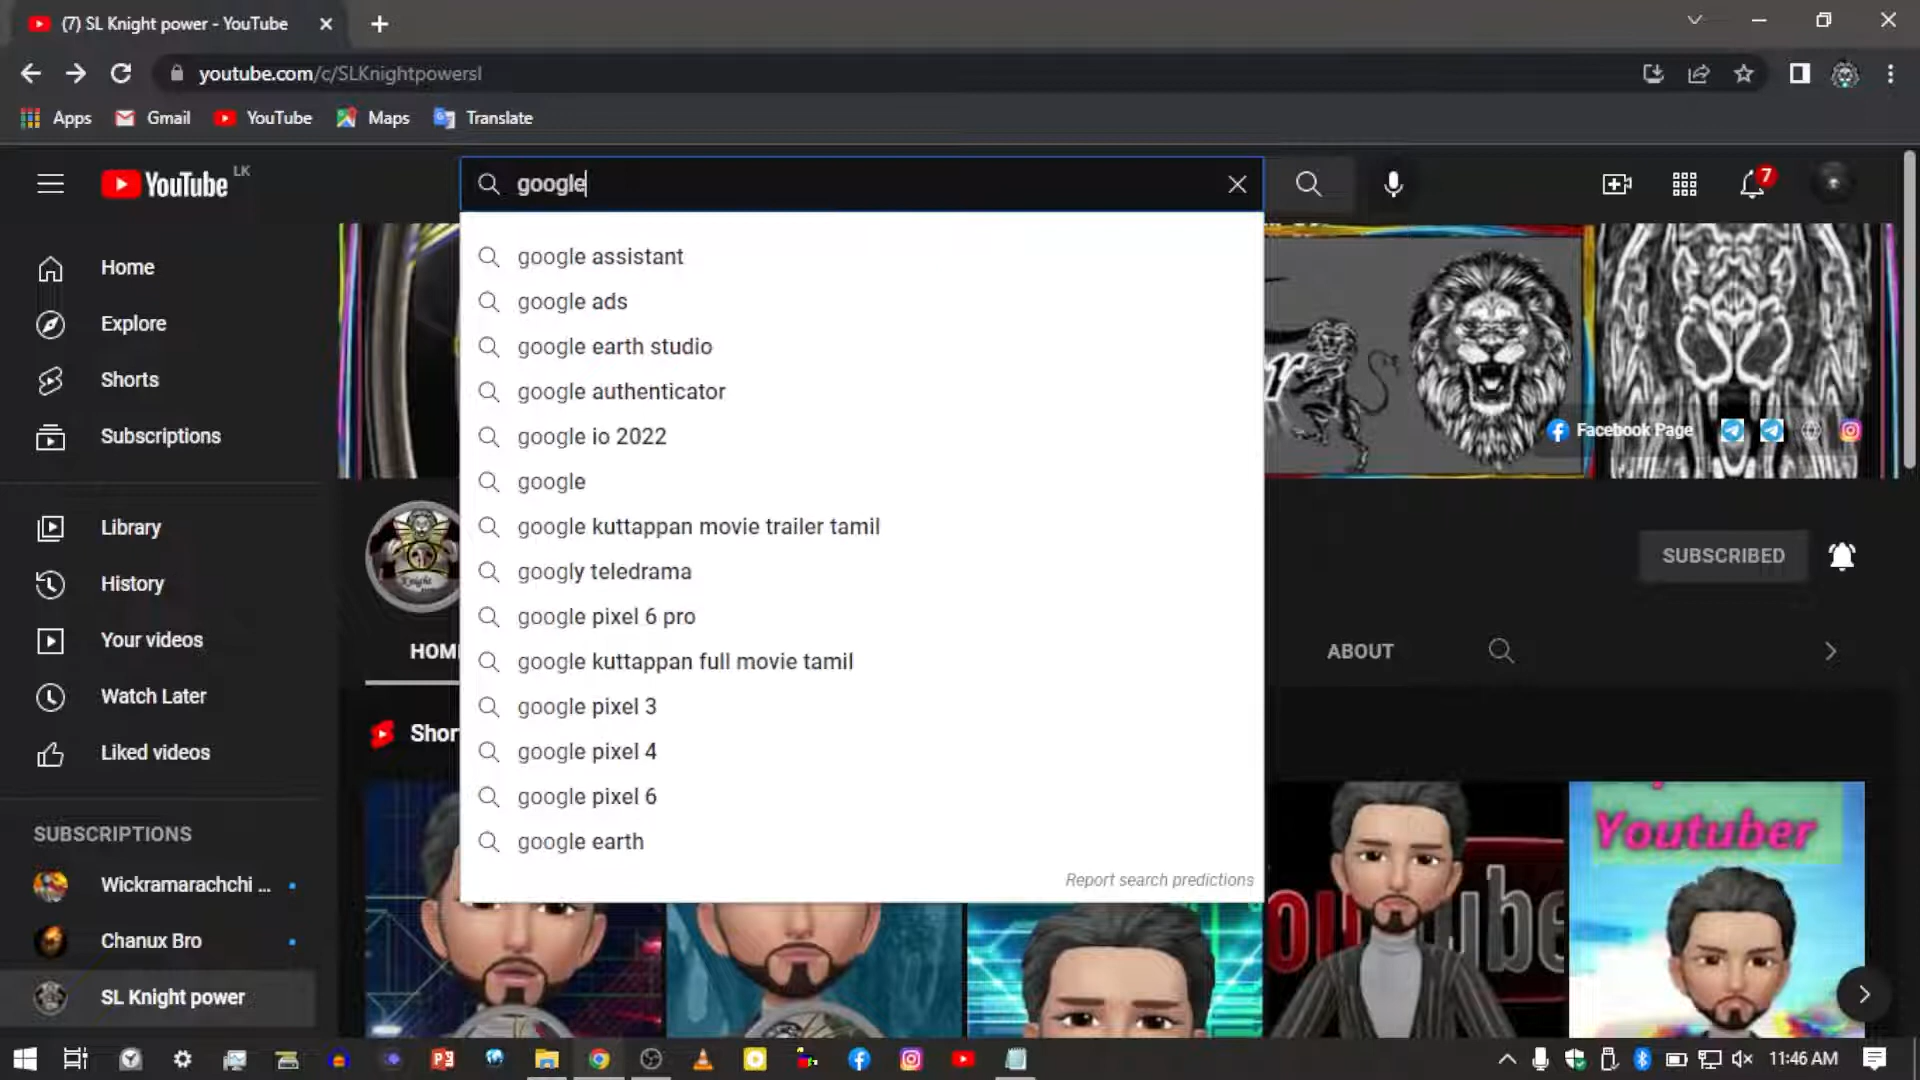 (7) SL Knight power - YouTube
youtube.com/c/SLKnightpowersl
Apps
Gmail
YouTube
Maps
Translate
YouTube LK
google
7
Home
Explore
Shorts
Subscriptions
Library
History
Your videos
Watch Later
Liked videos
SUBSCRIPTIONS
Wickramarachchi ...
Chanux Bro
SL Knight power
google assistant
google ads
google earth studio
google authenticator
google io 2022
google
google kuttappan movie trailer tamil
googly teledrama
google pixel 6 pro
google kuttappan full movie tamil
google pixel 3
google pixel 4
google pixel 6
google earth
Report search predictions
Facebook Page
Knight
SUBSCRIBED
HOM
ABOUT
Shor
Youtuber
11:46 AM